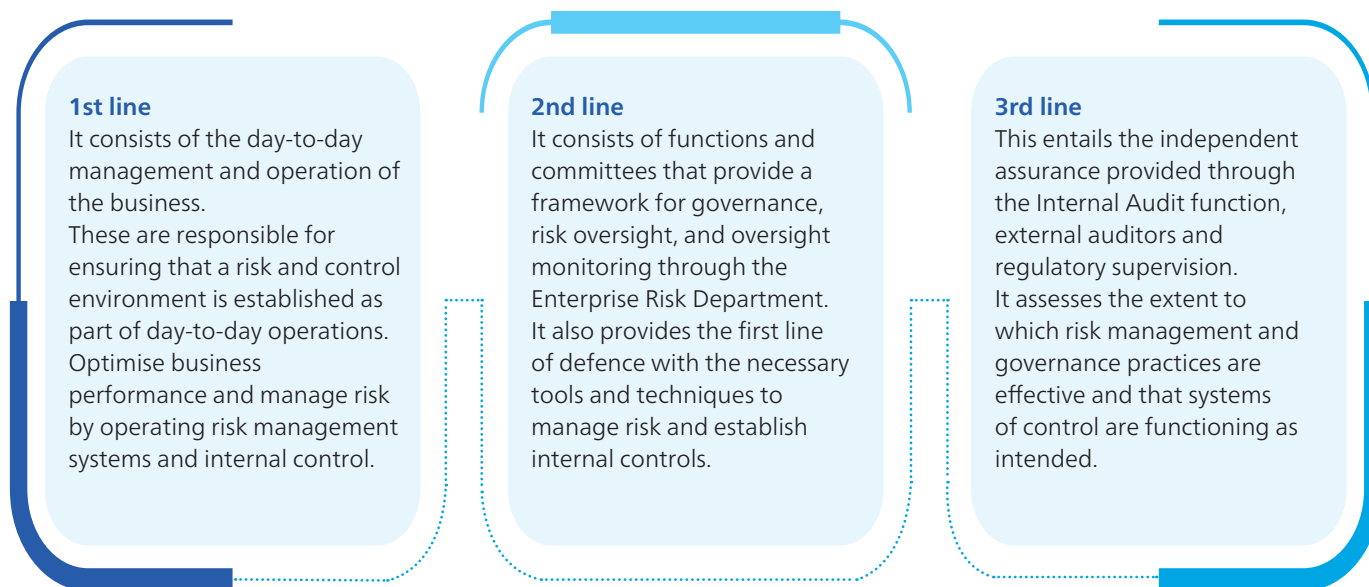 1st line
It consists of the day-to-day
management and operation of
the business.
These are responsible for
ensuring that a risk and control
environment is established as
part of day-to-day operations.
Optimise business
performance and manage risk
by operating risk management
systems and internal control.
2nd line
It consists of functions and
committees that provide a
framework for governance,
risk oversight, and oversight
monitoring through the
Enterprise Risk Department.
It also provides the first line
of defence with the necessary
tools and techniques to
manage risk and establish
internal controls.
3rd line
This entails the independent
assurance provided through
the Internal Audit function,
external auditors and
regulatory supervision.
It assesses the extent to
which risk management and
governance practices are
effective and that systems
of control are functioning as
intended.